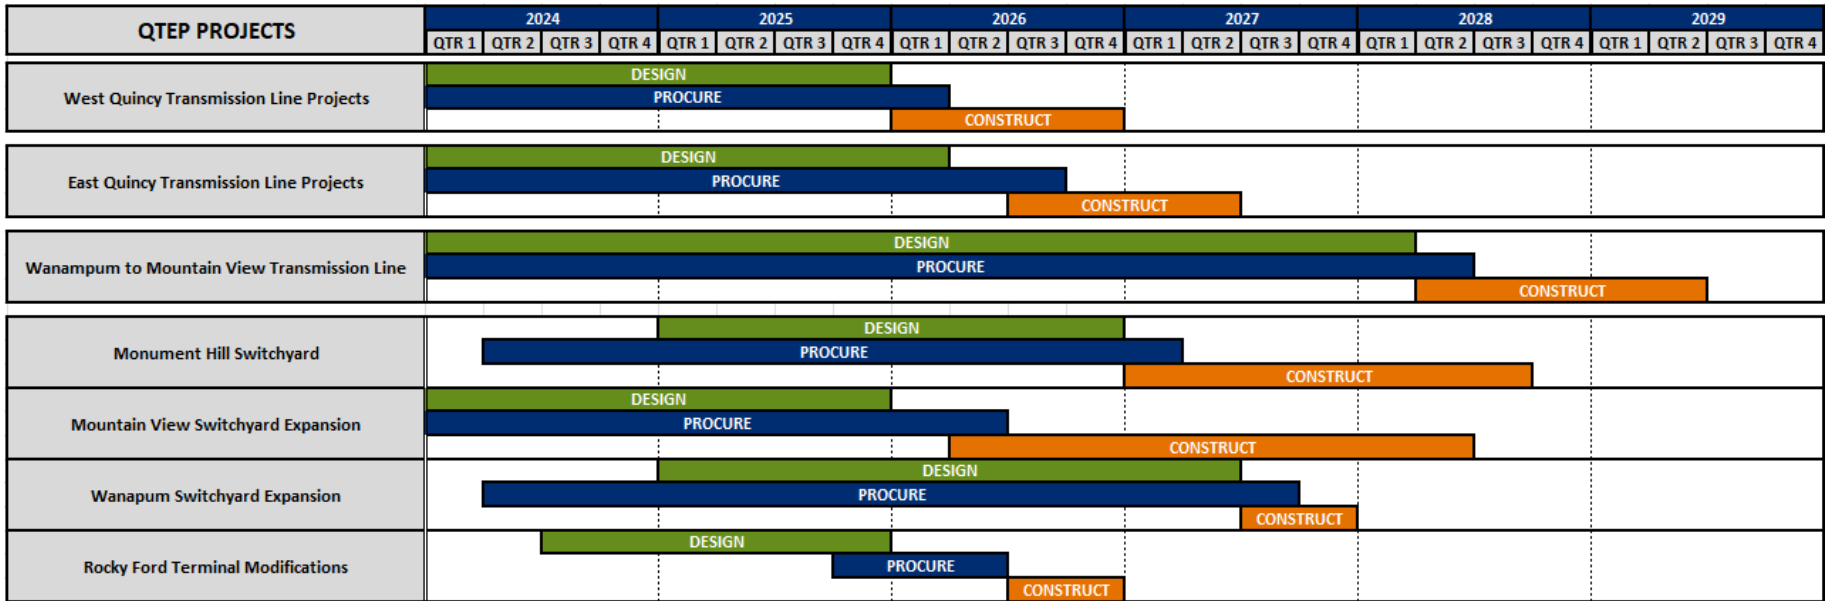 QTEP PROJECTS
2024 2025 2026 2027 2028 2029
QTR 1 QTR 2 QTR 3 QTR 4 QTR 1 QTR 2 QTR 3 QTR 4 QTR 1 QTR 2 QTR 3 QTR 4 QTR 1 QTR 2 QTR 3 QTR 4 QTR 1 QTR 2 QTR 3 QTR 4 QTR 1 QTR 2 QTR 3 QTR 4
West Quincy Transmission Line Projects
DESIGN
PROCURE
CONSTRUCT
East Quincy Transmission Line Projects
DESIGN
PROCURE
CONSTRUCT
Wanampum to Mountain View Transmission Line
DESIGN
PROCURE
CONSTRUCT
Monument Hill Switchyard
DESIGN
PROCURE
CONSTRUCT
Mountain View Switchyard Expansion
DESIGN
PROCURE
CONSTRUCT
Wanapum Switchyard Expansion
DESIGN
PROCURE
CONSTRUCT
Rocky Ford Terminal Modifications
DESIGN
PROCURE
CONSTRUCT